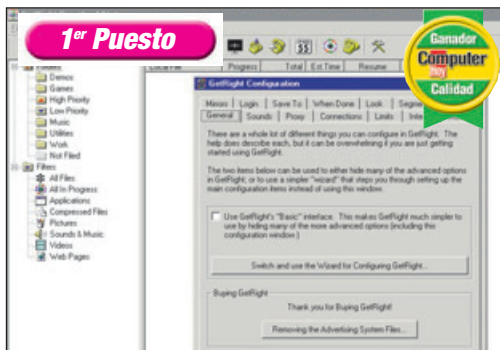 1er Puesto
Ganador
Computer
hoy
Calidad
Local File
Progress
Total
Est.Time
Resume
Folders
Demos
Games
High Priority
Low Priority
Music
Utilities
Work
Not Filed
Filters
All Files
All In Progress
Applications
Compressed Files
Pictures
Sounds & Music
Videos
Web Pages
GetRight Configuration
Mirrors
Login
Save To
When Done
Look
General
Sounds
Proxy
Connections
Limits
There are a whole lot of different things you can configure in GetRight. The
help does describe each, but it can be overwhelming if you are just getting
started using GetRight.
The two items below can be used to either hide many of the advanced options
in GetRight, or to use a simpler "wizard" that steps you through setting up the
main configuration items instead of using this window.
Use GetRight's "Basic" interface. This makes GetRight much simpler to
use by hiding many of the more advanced options (including this
configuration window.)
Switch and use the Wizard for Configuring GetRight...
Buying GetRight
Thank you for Buying GetRight!
Removing the Advertising System Files...